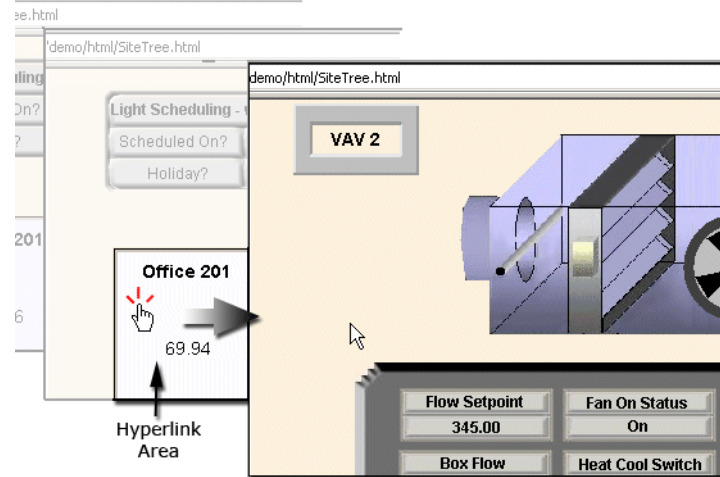 ee.html
'demo/html/SiteTree.html
demo/html/SiteTree.html
uling
On?
?
201
6
Light Scheduling -
Scheduled On?
Holiday?
VAV 2
Office 201
69.94
Hyperlink
Area
Flow Setpoint
345.00
Fan On Status
On
Box Flow
Heat Cool Switch